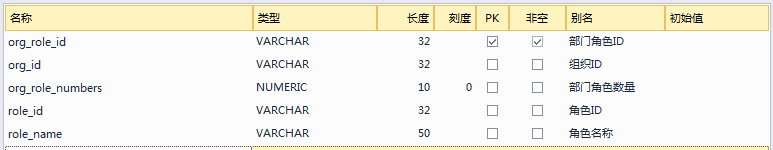 名称 类型 长度 刻度 PK 非空 别名 初始值
org_role_id VARCHAR 32 部门角色ID
org_id VARCHAR 32 组织ID
org_role_numbers NUMERIC 10 0 部门角色数量
role_id VARCHAR 32 角色ID
role_name VARCHAR 50 角色名称